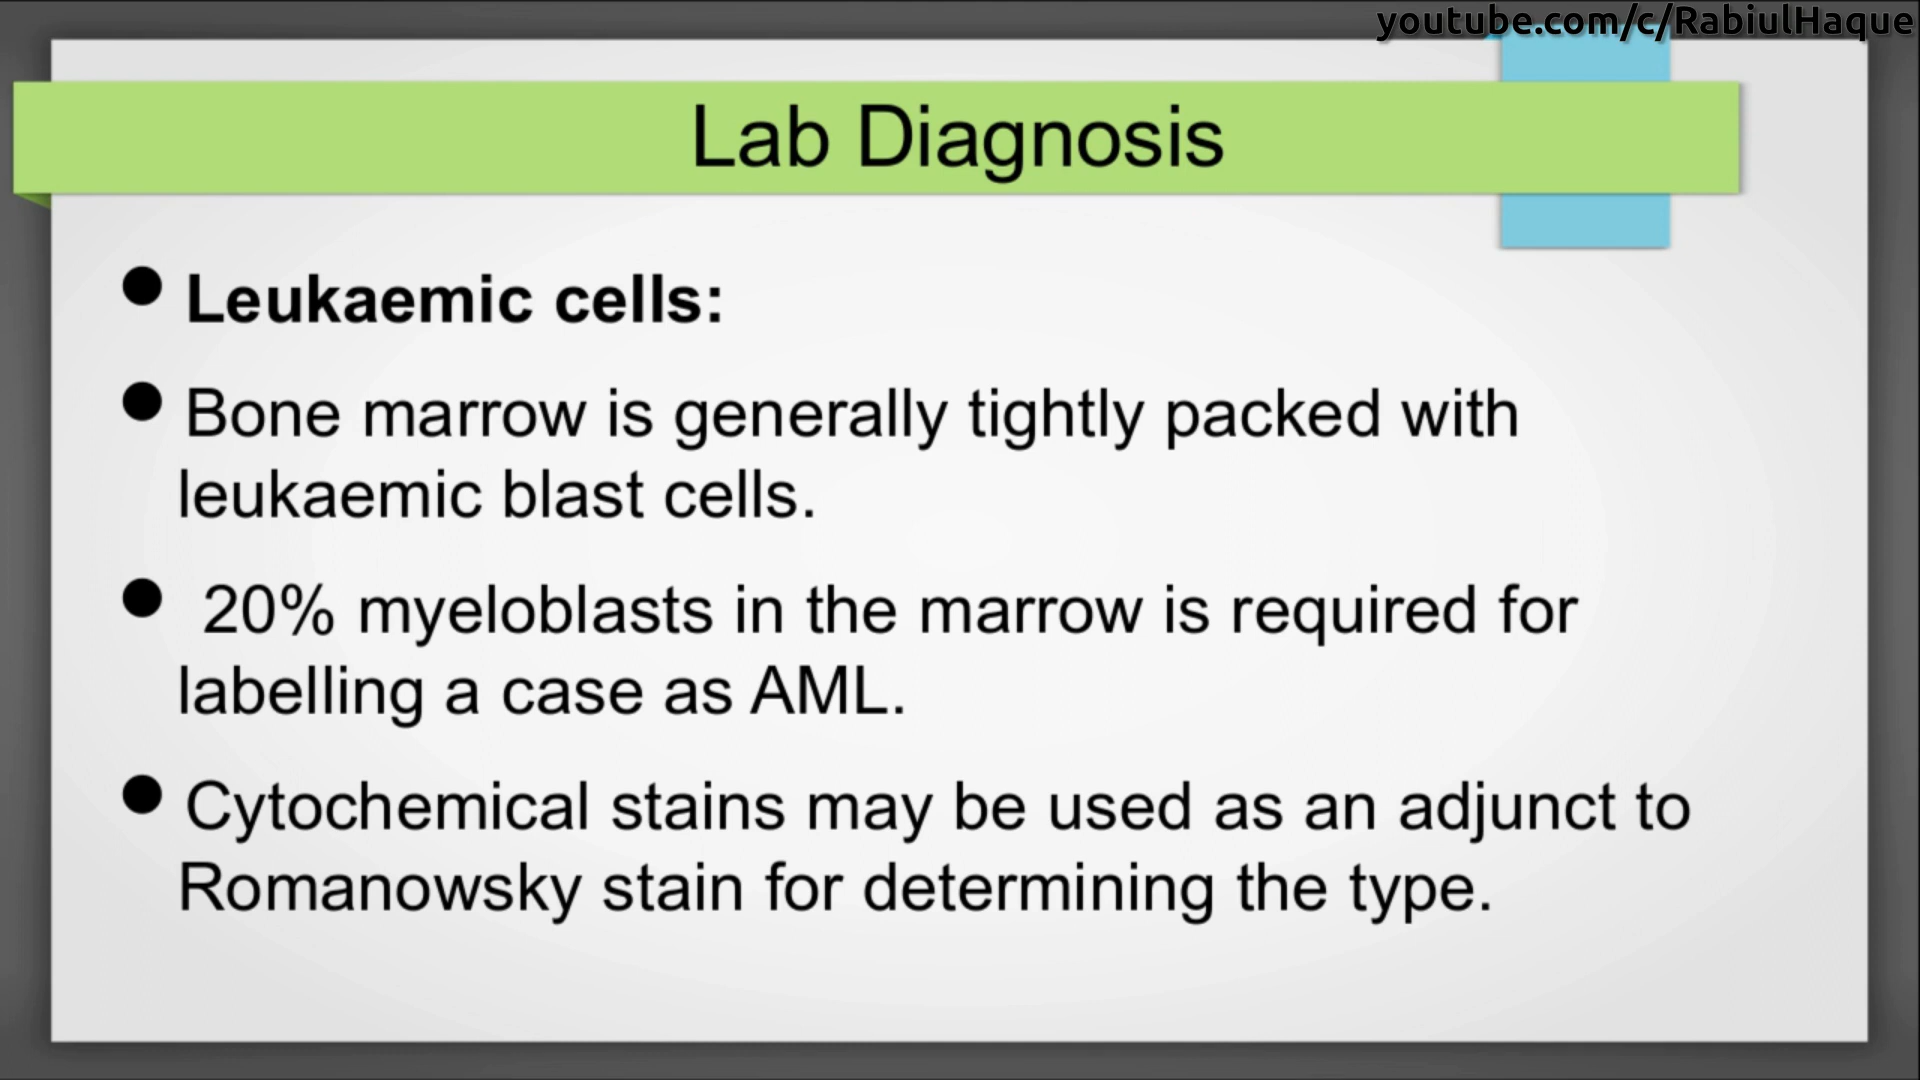 youtube.com/c/RabiulHaque
Lab Diagnosis
● Leukaemic cells:
● Bone marrow is generally tightly packed with
leukaemic blast cells.
● 20% myeloblasts in the marrow is required for
labelling a case as AML.
● Cytochemical stains may be used as an adjunct to
Romanowsky stain for determining the type.